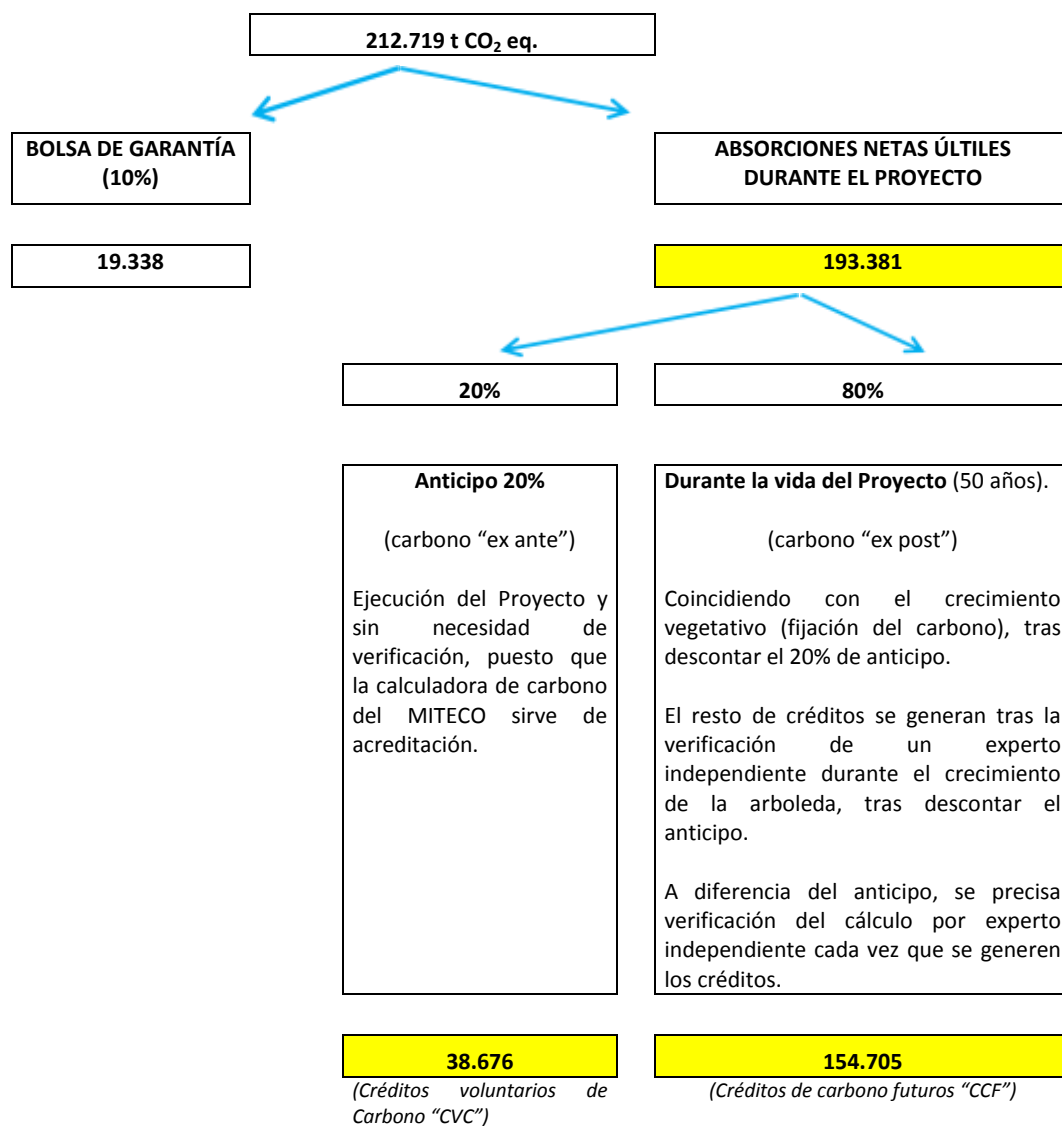 212.719 t CO₂ eq.
BOLSA DE GARANTÍA
(10%)
ABSORCIONES NETAS ÚLTILES
DURANTE EL PROYECTO
19.338
193.381
20%
80%
Anticipo 20%
(carbono “ex ante”)
Ejecución del Proyecto y
sin necesidad de
verificación, puesto que
la calculadora de carbono
del MITECO sirve de
acreditación.
Durante la vida del Proyecto (50 años).
(carbono “ex post”)
Coincidiendo con el crecimiento
vegetativo (fijación del carbono), tras
descontar el 20% de anticipo.
El resto de créditos se generan tras la
verificación de un experto
independiente durante el crecimiento
de la arboleda, tras descontar el
anticipo.
A diferencia del anticipo, se precisa
verificación del cálculo por experto
independiente cada vez que se generen
los créditos.
38.676
(Créditos voluntarios de
Carbono “CVC”)
154.705
(Créditos de carbono futuros “CCF”)